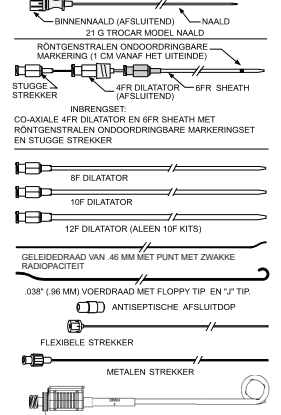 BINNENNAALD (AFSLUITEND)
NAALD
21 G TROCAR MODEL NAALD
RÖNTGENSTRALEN ONDOORDRINGBARE
MARKERING (1 CM VANAF HET UITEINDE)
STUGGE
STREKKER
4FR DILATATOR
(AFSLUITEND)
6FR SHEATH
INBRENGSET:
CO-AXIALE 4FR DILATATOR EN 6FR SHEATH MET
RÖNTGENSTRALEN ONDOORDRINGBARE MARKERINGSET
EN STUGGE STREKKER
8F DILATATOR
10F DILATATOR
12F DILATATOR (ALEEN 10F KITS)
GELEIDEDRAAD VAN .46 MM MET PUNT MET ZWAKKE
RADIOPACITEIT
.038" (.96 MM) VOERDRAAD MET FLOPPY TIP EN "J" TIP.
ANTISEPTISCHE AFSLUITDOP
FLEXIBELE STREKKER
METALEN STREKKER